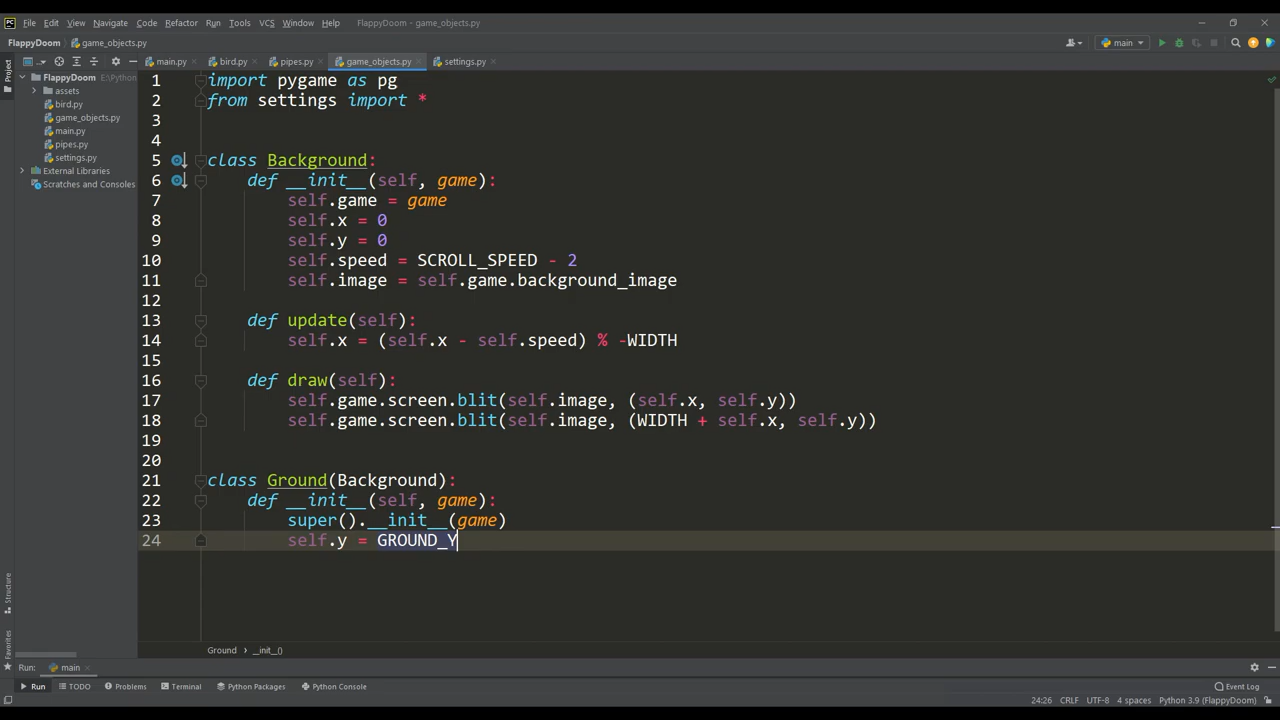 File Edit View Navigate Code Refactor Run Tools VCS Window Help FlappyDoom - game_objects.py
FlappyDoom game_objects.py main
Project main.py bird.py pipes.py game_objects.py settings.py
FlappyDoom E:\Python
assets
bird.py
game_objects.py
main.py
pipes.py
settings.py
External Libraries
Scratches and Consoles
1 import pygame as pg
2 from settings import *
3
4
5 class Background:
6 def __init__(self, game):
7 self.game = game
8 self.x = 0
9 self.y = 0
10 self.speed = SCROLL_SPEED - 2
11 self.image = self.game.background_image
12
13 def update(self):
14 self.x = (self.x - self.speed) % -WIDTH
15
16 def draw(self):
17 self.game.screen.blit(self.image, (self.x, self.y))
18 self.game.screen.blit(self.image, (WIDTH + self.x, self.y))
19
20
21 class Ground(Background):
22 def __init__(self, game):
23 super().__init__(game)
24 self.y = GROUND_Y
Structure
Favorites
Ground __init__()
Run: main
Run TODO Problems Terminal Python Packages Python Console Event Log
24:26 CRLF UTF-8 4 spaces Python 3.9 (FlappyDoom)